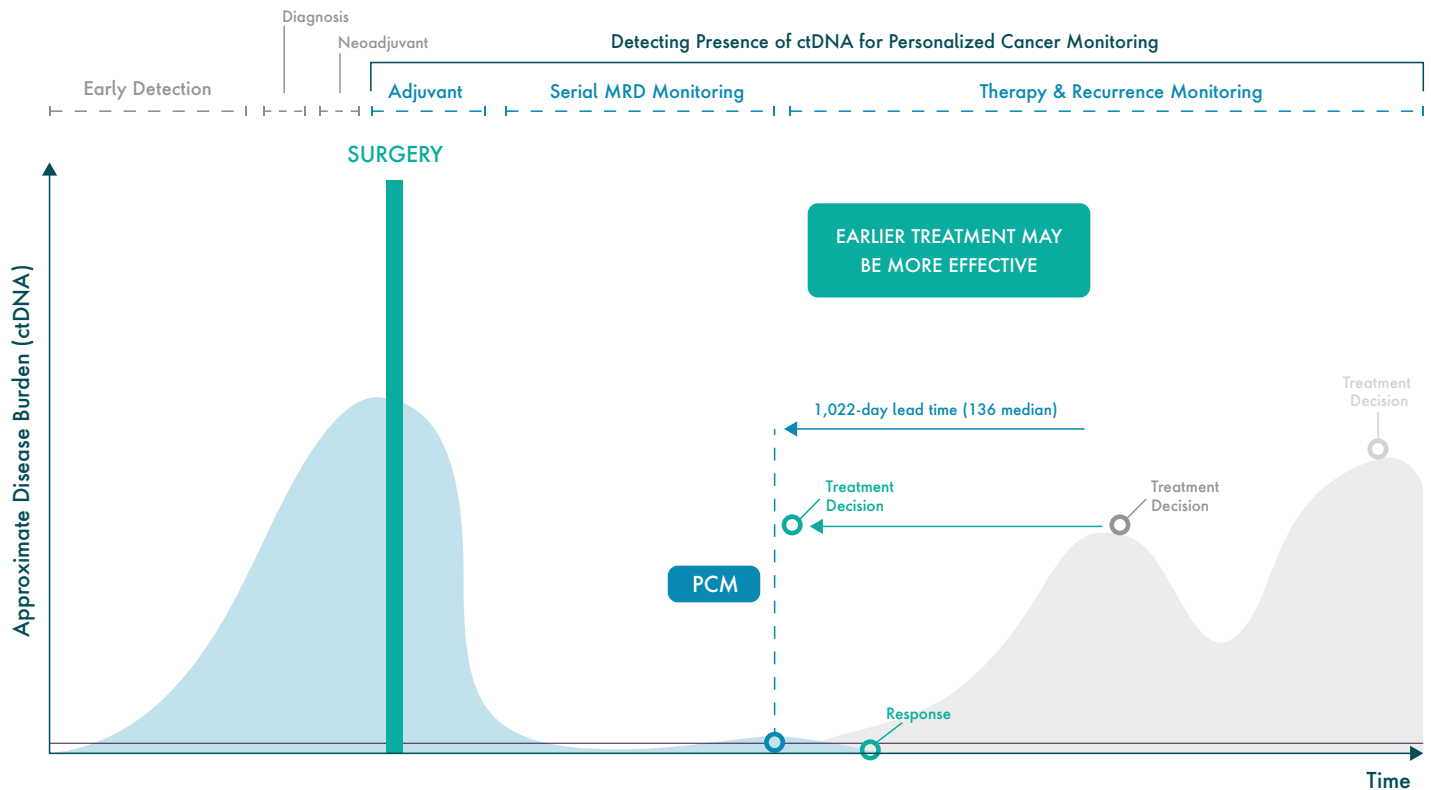 Diagnosis
Neoadjuvant
Detecting Presence of ctDNA for Personalized Cancer Monitoring
Early Detection
Adjuvant
Serial MRD Monitoring
Therapy & Recurrence Monitoring
SURGERY
EARLIER TREATMENT MAY
BE MORE EFFECTIVE
Approximate Disease Burden (ctDNA)
Treatment
Decision
1,022-day lead time (136 median)
Treatment
Decision
Treatment
Decision
PCM
Response
Time